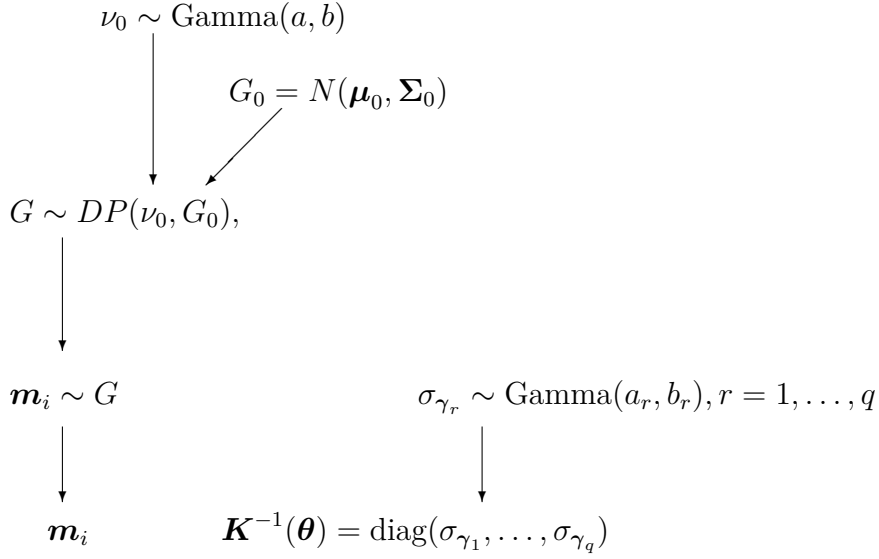 ν₀ ∼ Gamma(a, b)
G₀ = N(μ₀, Σ₀)
G ∼ DP(ν₀, G₀),
mᵢ ∼ G
σ_{γ_r} ∼ Gamma(a_r, b_r), r = 1, . . . , q
mᵢ
K⁻¹(θ) = diag(σ_{γ₁}, . . . , σ_{γ_q})